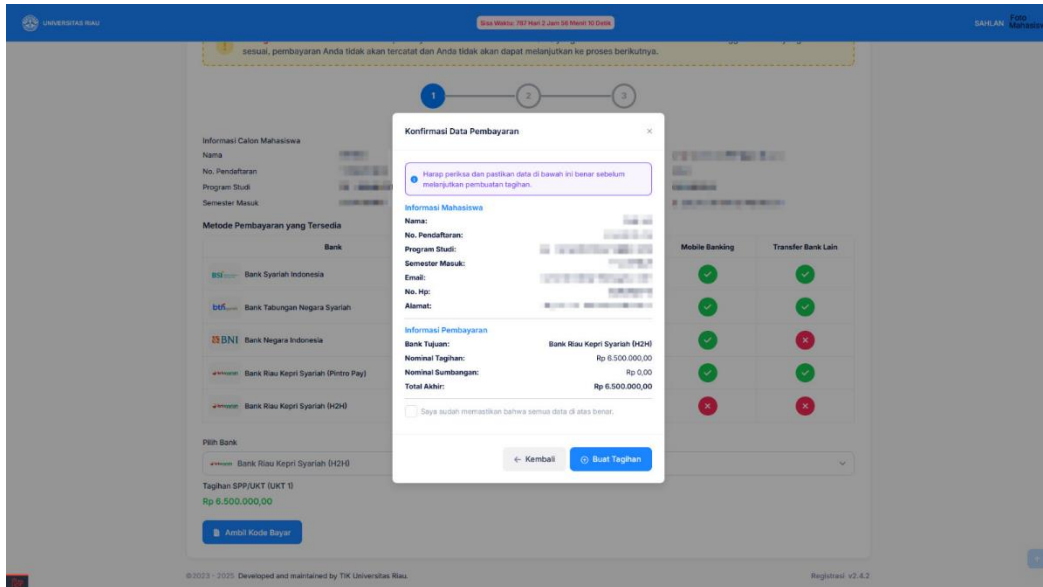 UNIVERSITAS RIAU
Sisa Waktu: 787 Hari 2 Jam 56 Menit 10 Detik
SAHLAN
Foto
Mahasisw
sesuai, pembayaran Anda tidak akan tercatat dan Anda tidak akan dapat melanjutkan ke proses berikutnya.
1
2
3
Informasi Calon Mahasiswa
Nama
No. Pendaftaran
Program Studi
Semester Masuk
Metode Pembayaran yang Tersedia
Bank
Mobile Banking
Transfer Bank Lain
Bank Syariah Indonesia
Bank Tabungan Negara Syariah
BNI Bank Negara Indonesia
Bank Riau Kepri Syariah (Pintro Pay)
Bank Riau Kepri Syariah (H2H)
Pilih Bank
Bank Riau Kepri Syariah (H2H)
Tagihan SPP/UKT (UKT 1)
Rp 6.500.000,00
Ambil Kode Bayar
Konfirmasi Data Pembayaran
Harap periksa dan pastikan data di bawah ini benar sebelum
melanjutkan pembuatan tagihan.
Informasi Mahasiswa
Nama:
No. Pendaftaran:
Program Studi:
Semester Masuk:
Email:
No. Hp:
Alamat:
Informasi Pembayaran
Bank Tujuan: Bank Riau Kepri Syariah (H2H)
Nominal Tagihan: Rp 6.500.000,00
Nominal Sumbangan: Rp 0,00
Total Akhir: Rp 6.500.000,00
Saya sudah memastikan bahwa semua data di atas benar.
← Kembali
Buat Tagihan
©2023 - 2025 Developed and maintained by TIK Universitas Riau.
Registrasi v2.4.2